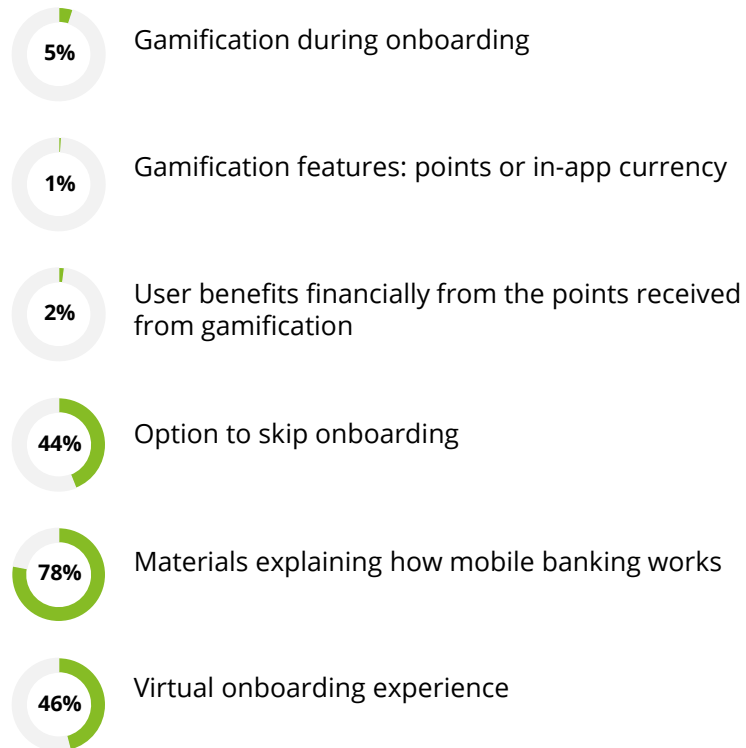 5%
Gamification during onboarding
1%
Gamification features: points or in-app currency
2%
User benefits financially from the points received
from gamification
44%
Option to skip onboarding
78%
Materials explaining how mobile banking works
46%
Virtual onboarding experience